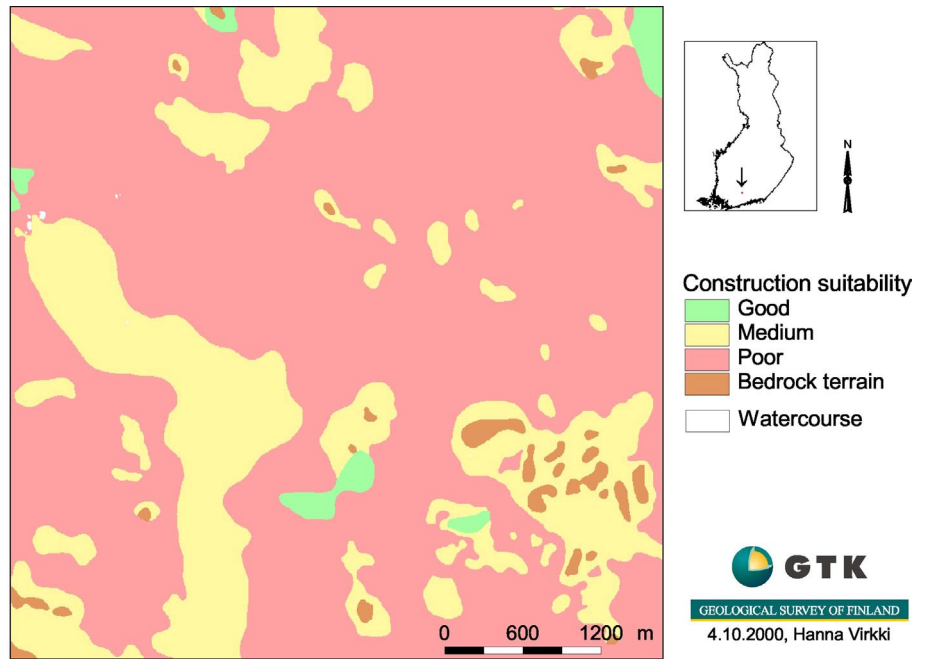 N
Construction suitability
Good
Medium
Poor
Bedrock terrain
Watercourse
GTK
GEOLOGICAL SURVEY OF FINLAND
4.10.2000, Hanna Virkki
0 600 1200 m